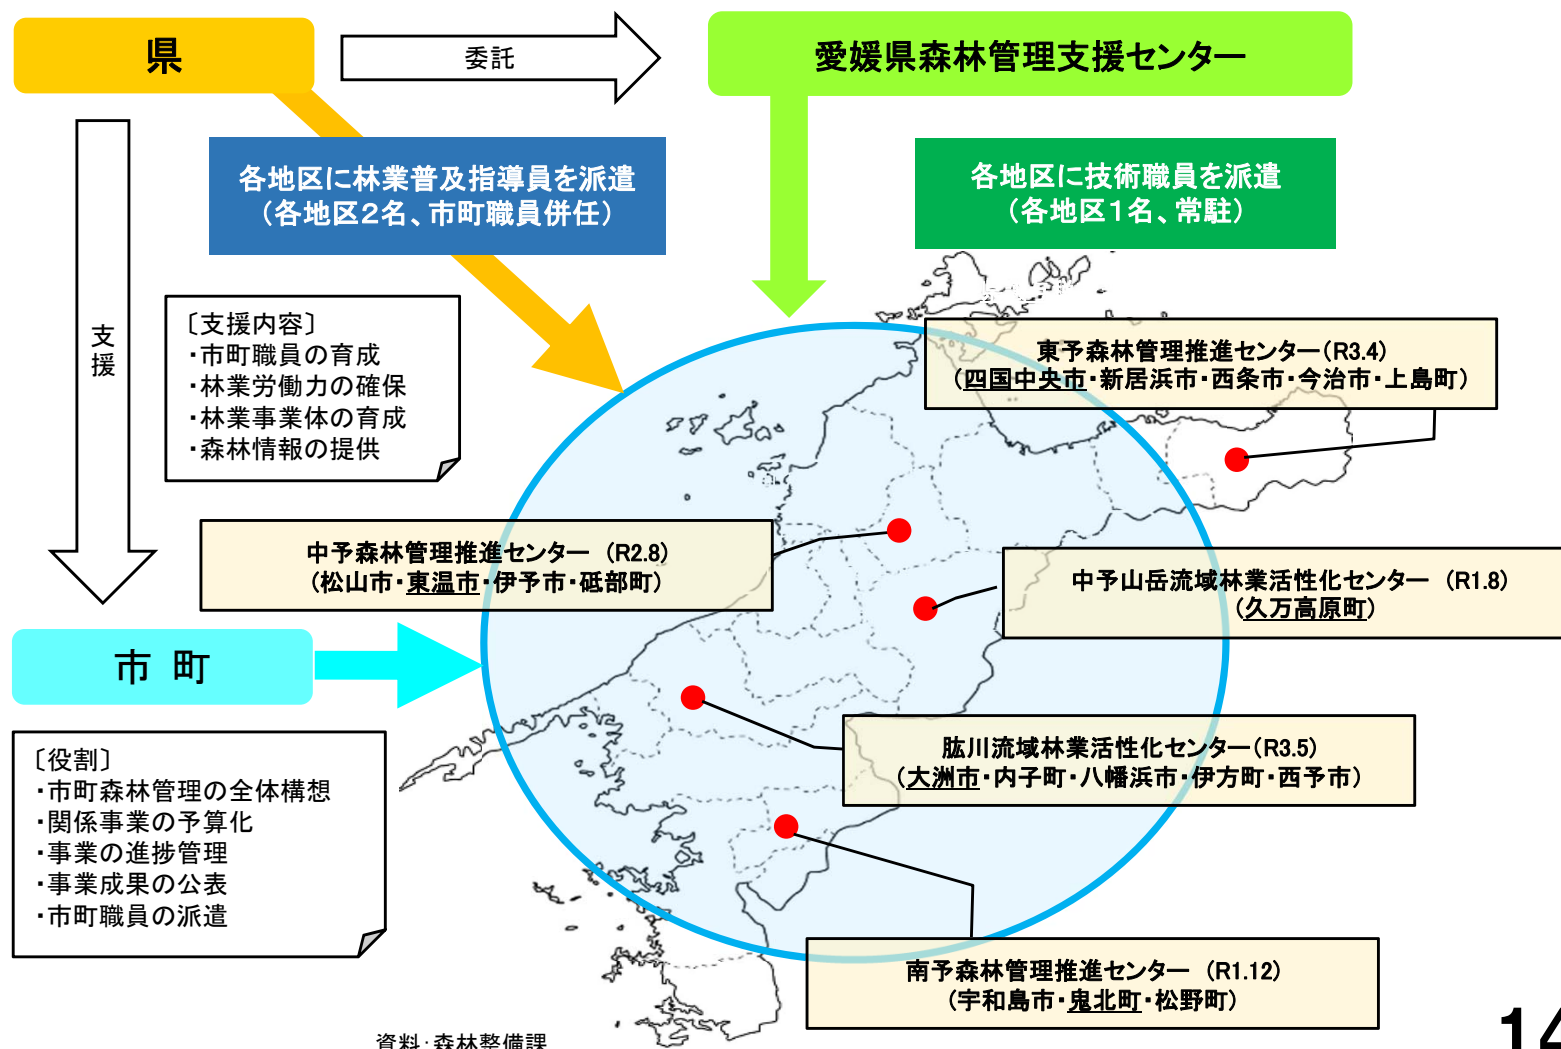 県
委託
愛媛県森林管理支援センター
各地区に林業普及指導員を派遣
（各地区２名、市町職員併任）
各地区に技術職員を派遣
（各地区１名、常駐）
支援
〔支援内容〕
・市町職員の育成
・林業労働力の確保
・林業事業体の育成
・森林情報の提供
東予森林管理推進センター（R3.4）
（四国中央市・新居浜市・西条市・今治市・上島町）
中予森林管理推進センター （R2.8）
（松山市・東温市・伊予市・砥部町）
中予山岳流域林業活性化センター （R1.8）
（久万高原町）
市 町
肱川流域林業活性化センター（R3.5）
（大洲市・内子町・八幡浜市・伊方町・西予市）
〔役割〕
・市町森林管理の全体構想
・関係事業の予算化
・事業の進捗管理
・事業成果の公表
・市町職員の派遣
南予森林管理推進センター （R1.12）
（宇和島市・鬼北町・松野町）
資料：森林整備課
14